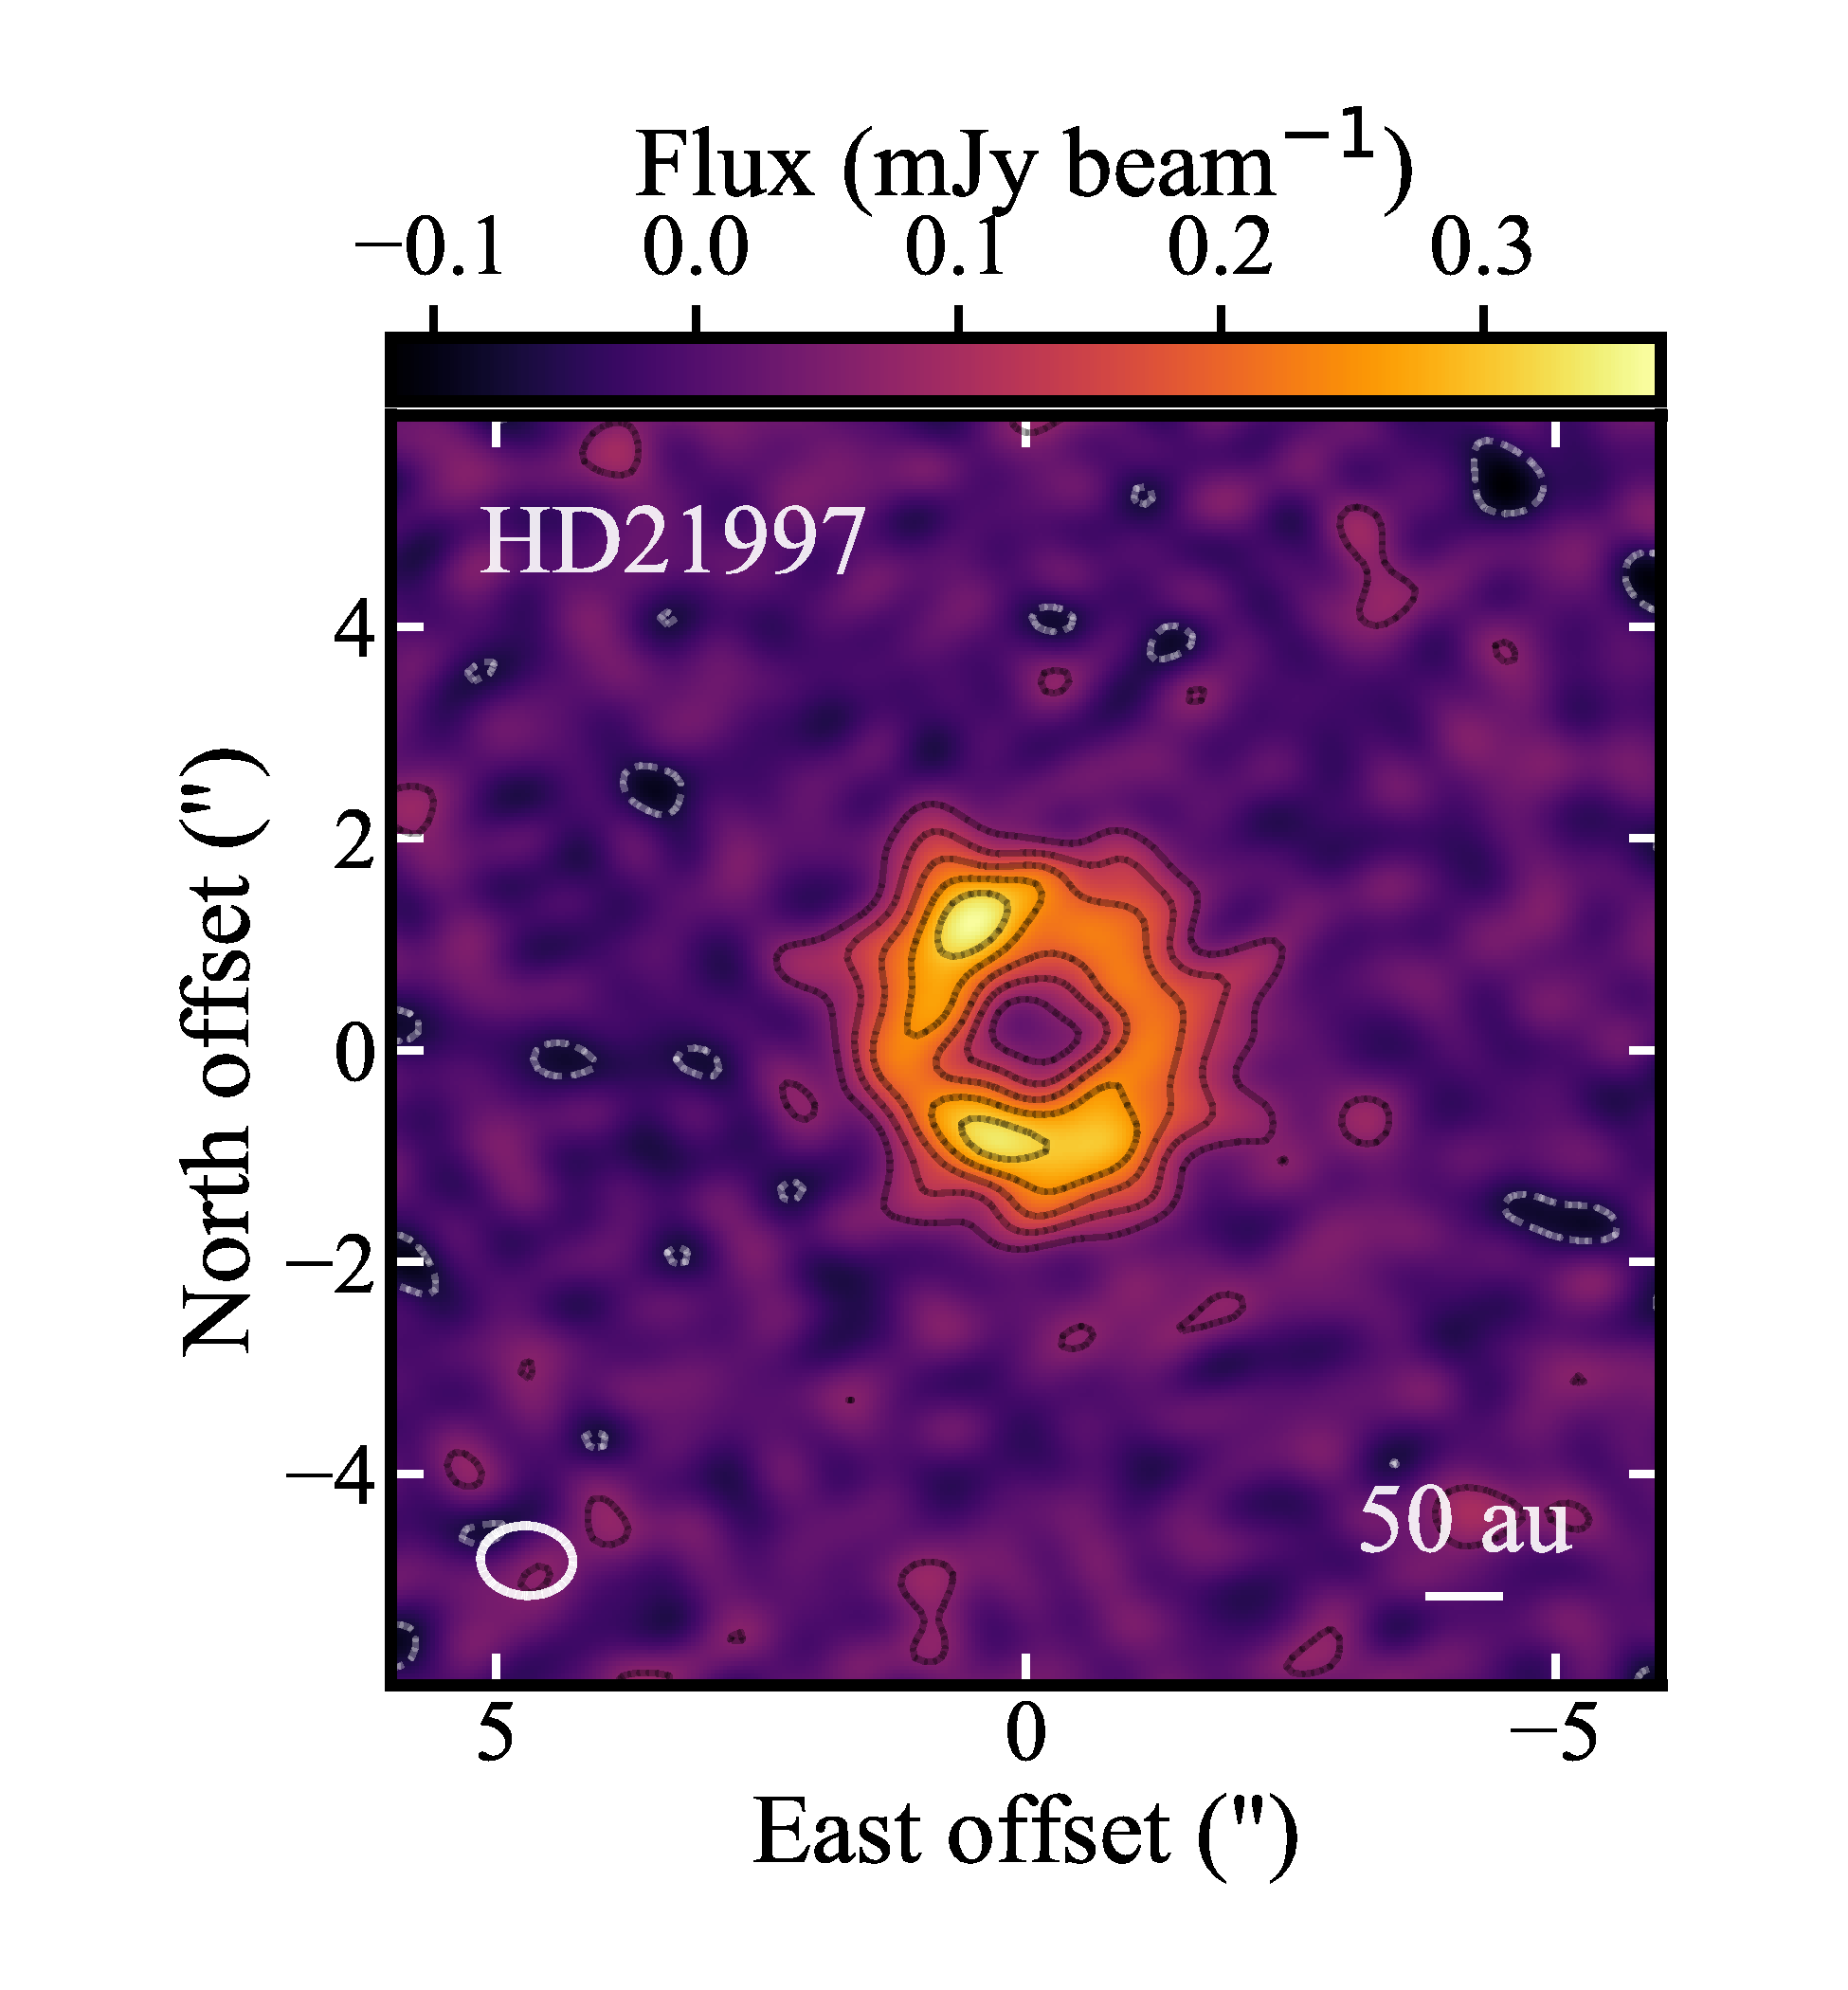 Flux (mJy beam⁻¹)
−0.1 0.0 0.1 0.2 0.3
HD21997
4
2
0
−2
−4
North offset (")
50 au
5 0 −5
East offset (")